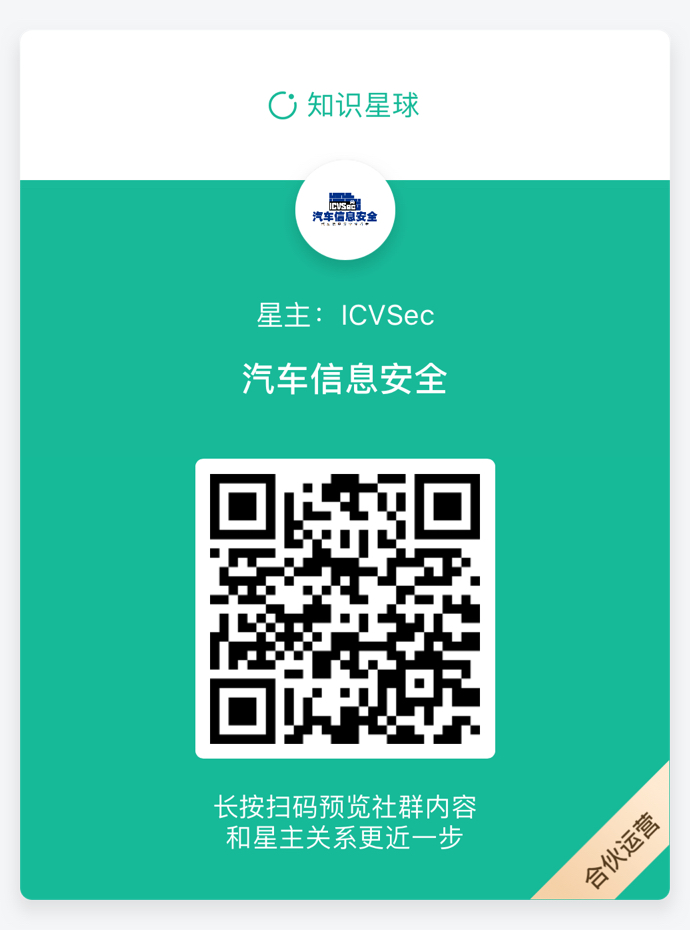 知识星球
ICVSec
汽车信息安全
星主：ICVSec
汽车信息安全
长按扫码预览社群内容
和星主关系更近一步
合伙运营